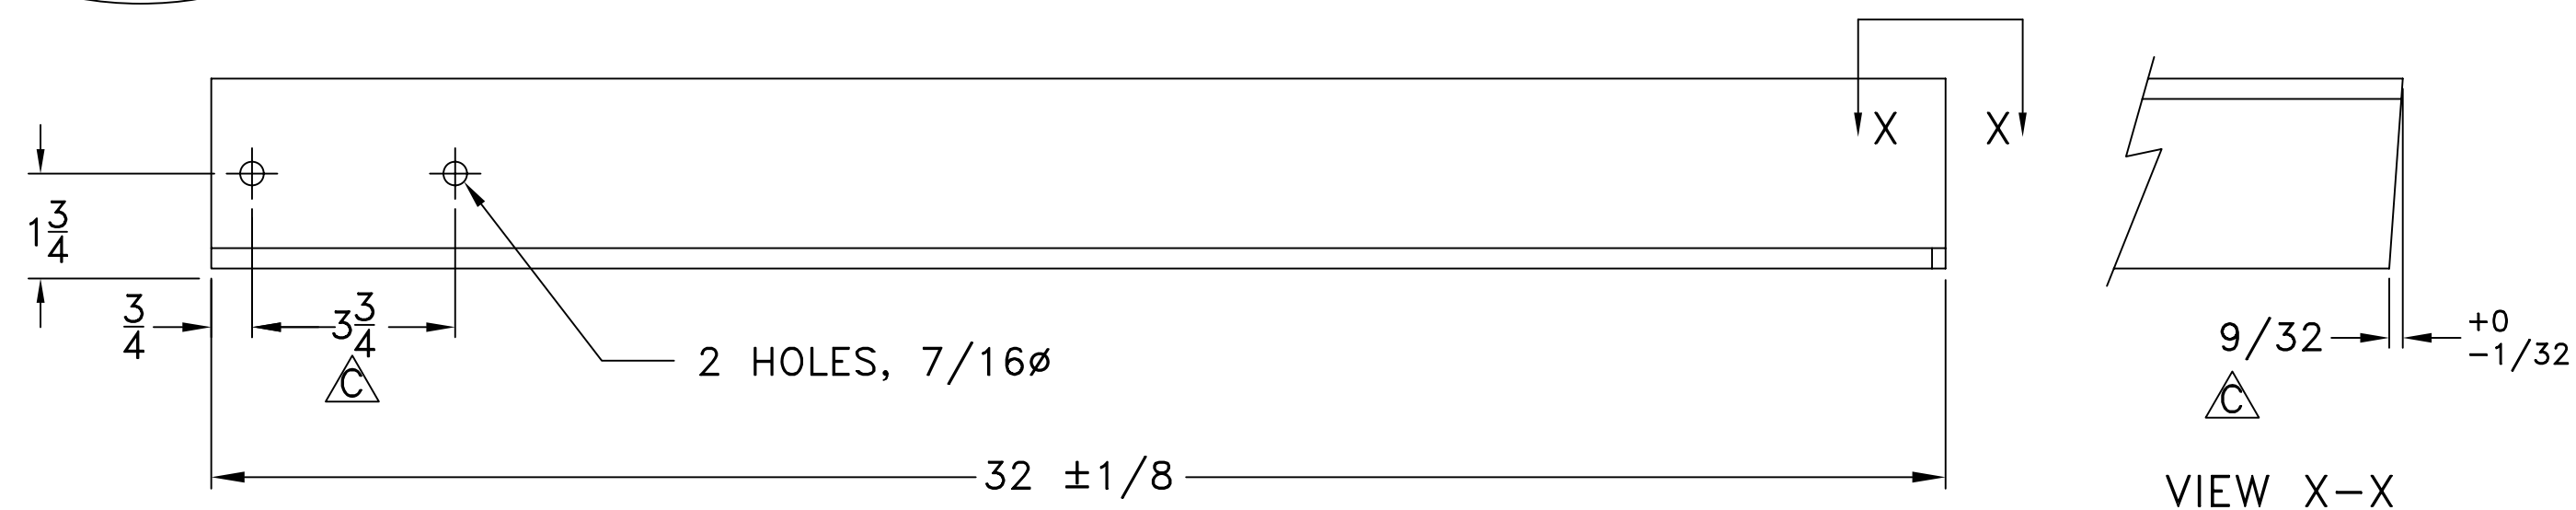 X X
1 3/4
3/4
3 3/4
C
2 HOLES, 7/16ø
32 ±1/8
9/32
+0
-1/32
C
VIEW X-X